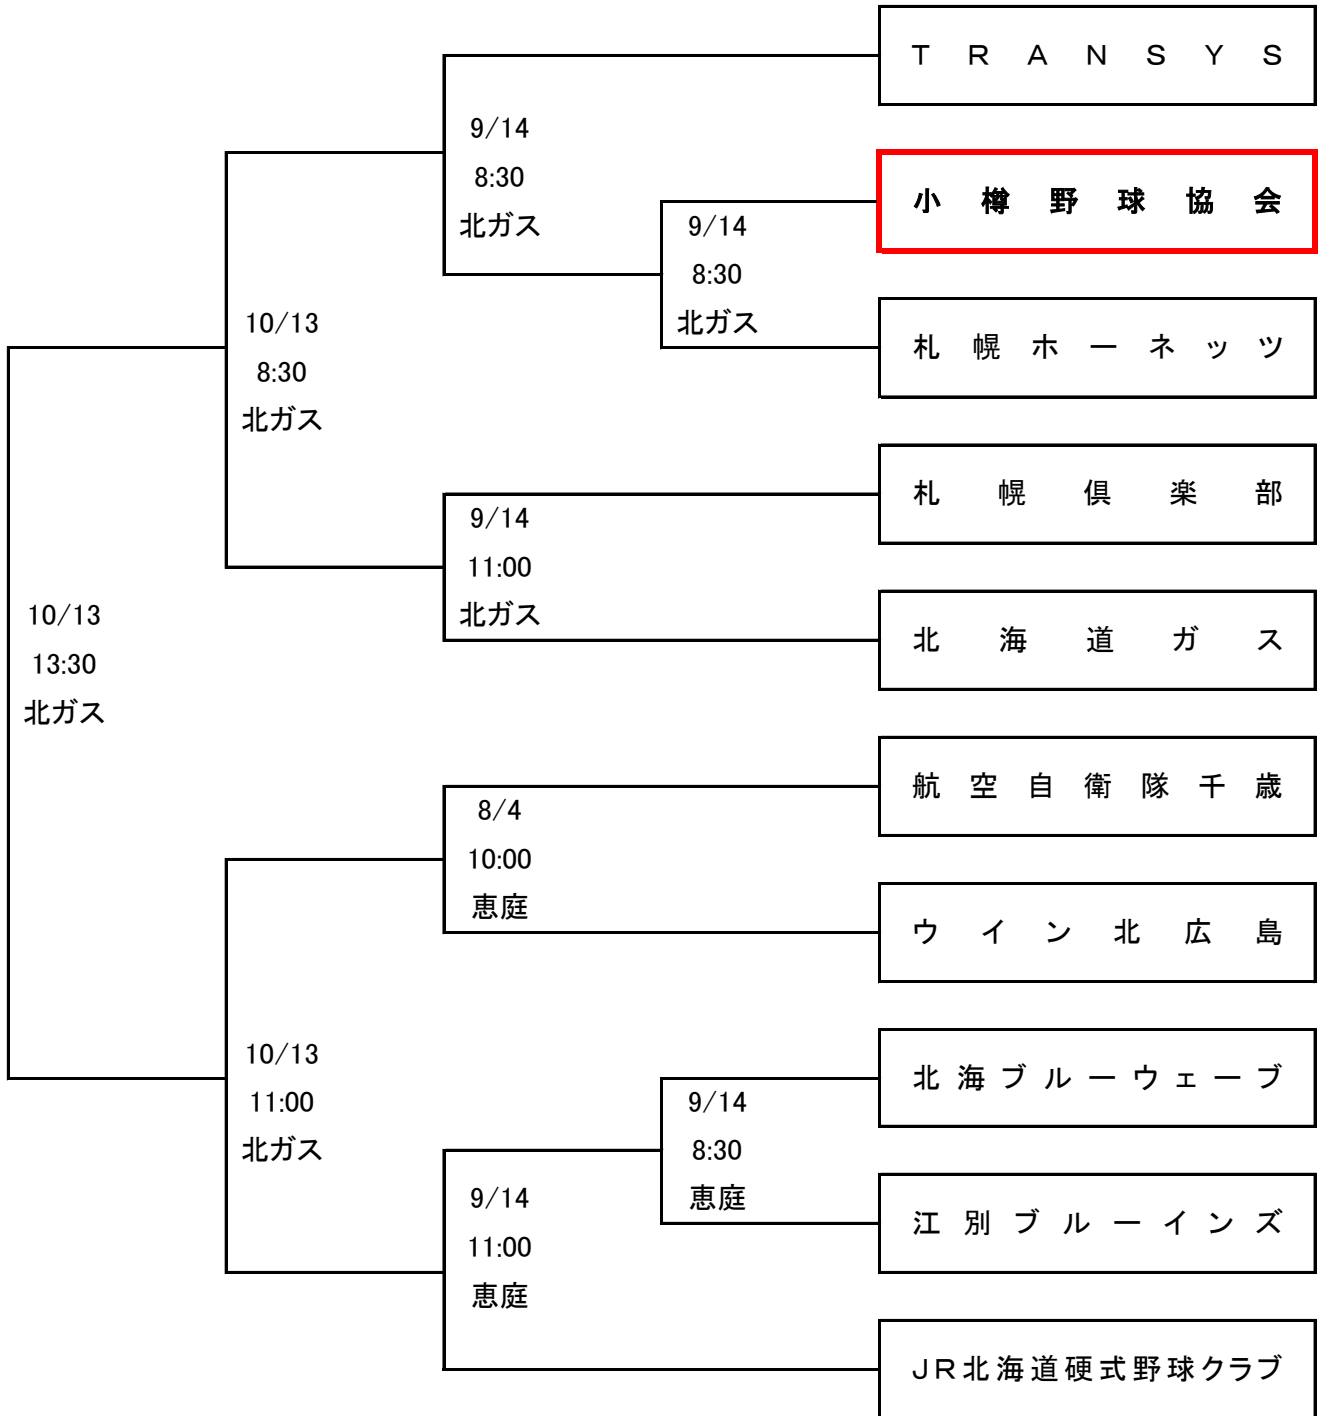 TRANSYS
9/14
8:30
北ガス
小樽野球協会
9/14
8:30
北ガス
札幌ホーネッツ
10/13
8:30
北ガス
札幌倶楽部
9/14
11:00
北ガス
北海道ガス
10/13
13:30
北ガス
航空自衛隊千歳
8/4
10:00
恵庭
ウイン北広島
10/13
11:00
北ガス
北海ブルーウェーブ
9/14
8:30
恵庭
江別ブルーインズ
9/14
11:00
恵庭
JR北海道硬式野球クラブ